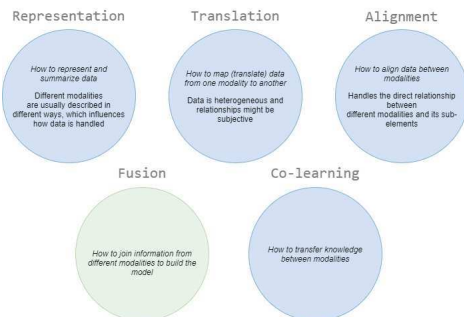 Representation
Translation
Alignment
How to represent and
summarize data
Different modalities
are usually described in
different ways, which influences
how data is handled
How to map (translate) data
from one modality to another
Data is heterogeneous and
relationships might be
subjective
How to align data between
modalities
Handles the direct relationship
between
different modalities and its sub-
elements
Fusion
Co-learning
How to join information from
different modalities to build the
model
How to transfer knowledge
between modalities